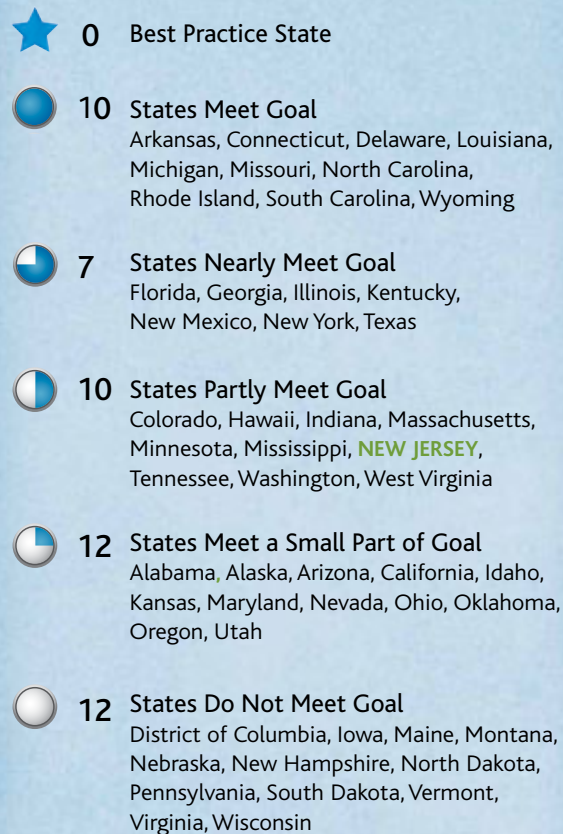 0 Best Practice State
10 States Meet Goal
Arkansas, Connecticut, Delaware, Louisiana,
Michigan, Missouri, North Carolina,
Rhode Island, South Carolina, Wyoming
7 States Nearly Meet Goal
Florida, Georgia, Illinois, Kentucky,
New Mexico, New York, Texas
10 States Partly Meet Goal
Colorado, Hawaii, Indiana, Massachusetts,
Minnesota, Mississippi, NEW JERSEY,
Tennessee, Washington, West Virginia
12 States Meet a Small Part of Goal
Alabama, Alaska, Arizona, California, Idaho,
Kansas, Maryland, Nevada, Ohio, Oklahoma,
Oregon, Utah
12 States Do Not Meet Goal
District of Columbia, Iowa, Maine, Montana,
Nebraska, New Hampshire, North Dakota,
Pennsylvania, South Dakota, Vermont,
Virginia, Wisconsin